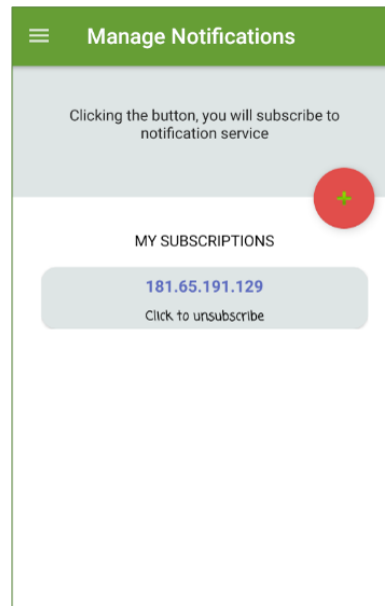 Manage Notifications
Clicking the button, you will subscribe to
notification service
+
MY SUBSCRIPTIONS
181.65.191.129
Click to unsubscribe